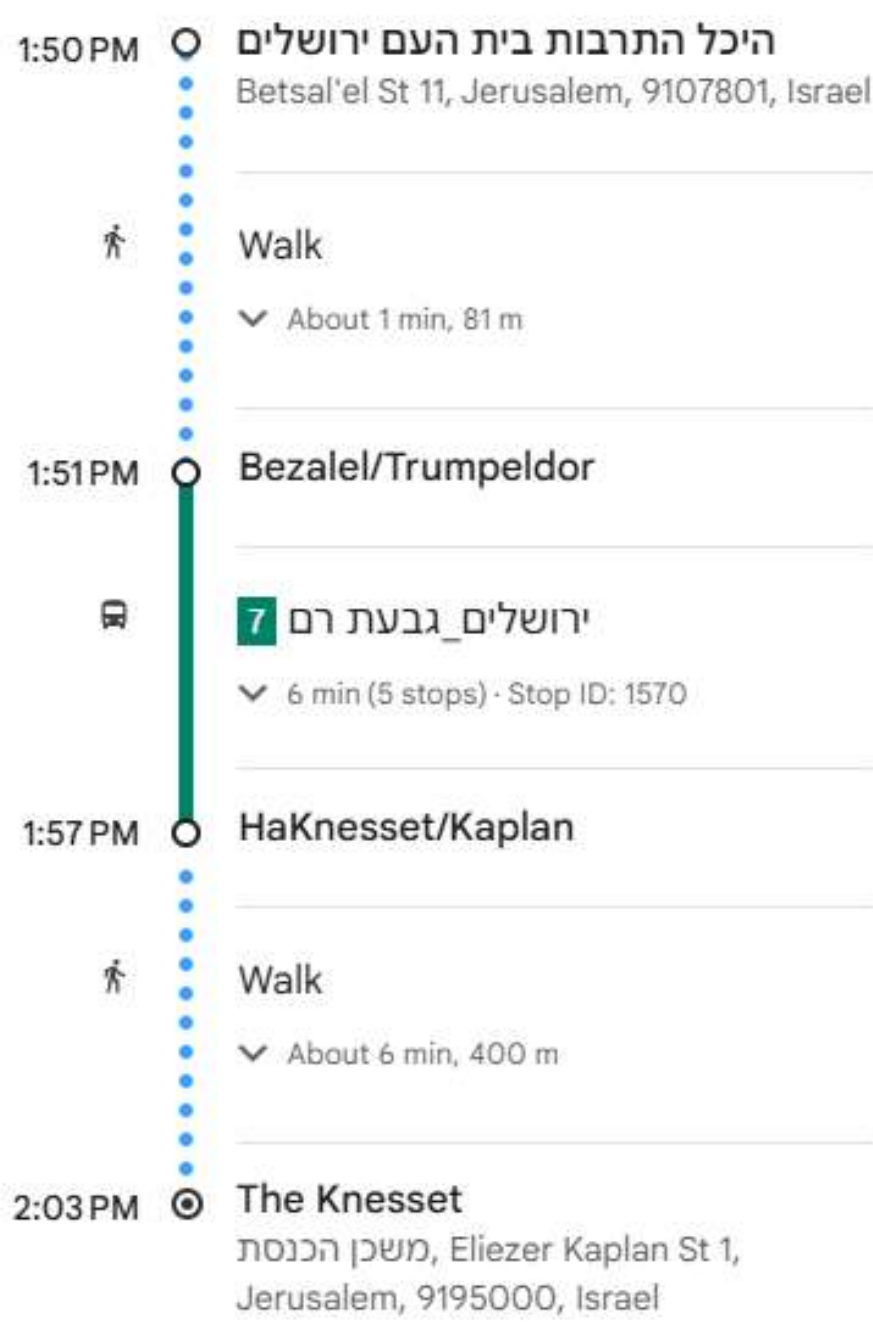 1:50 PM היכל התרבות בית העם ירושלים
Betsal'el St 11, Jerusalem, 9107801, Israel
Walk
About 1 min, 81 m
1:51 PM Bezalel/Trumpeldor
7 ירושלים_גבעת רם
6 min (5 stops) · Stop ID: 1570
1:57 PM HaKnesset/Kaplan
Walk
About 6 min, 400 m
2:03 PM The Knesset
משכן הכנסת, Eliezer Kaplan St 1,
Jerusalem, 9195000, Israel